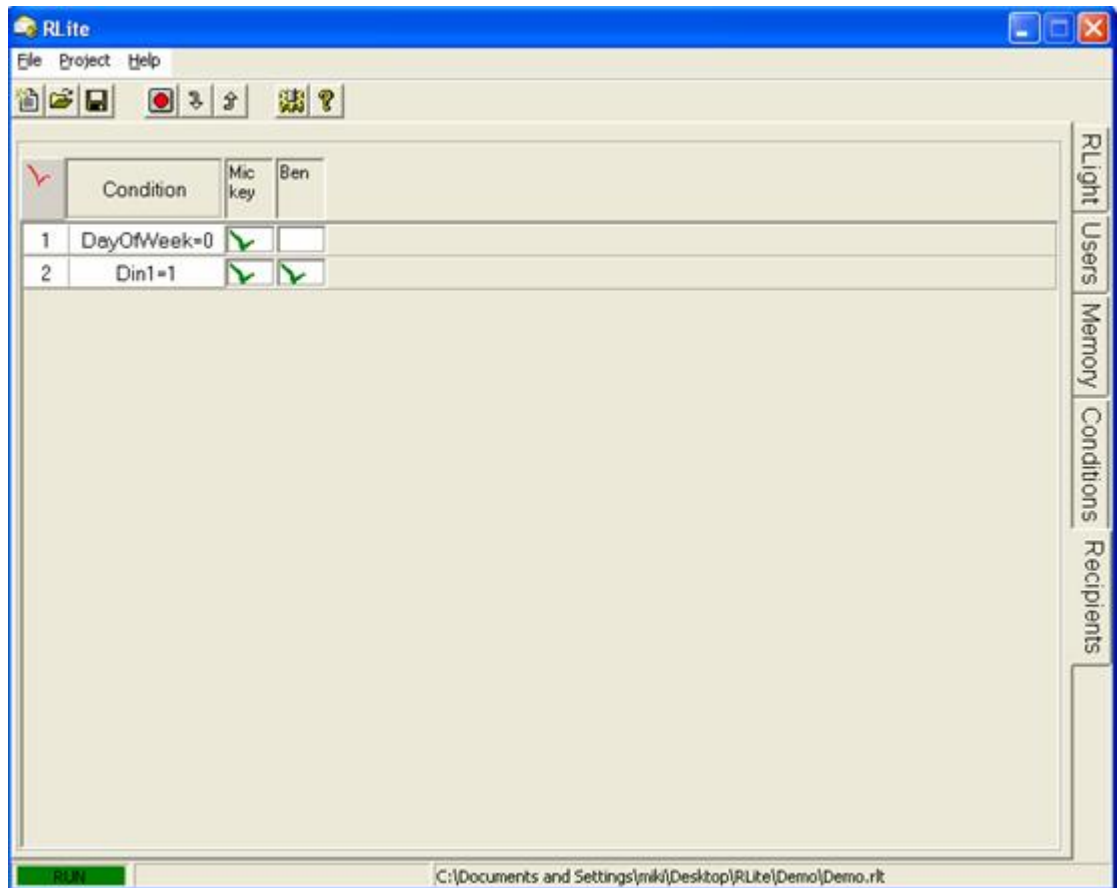 RLite
File Project Help
Condition
Mic
key
Ben
1 DayOfWeek=0
2 Din1=1
RLight
Users
Memory
Conditions
Recipients
RUN
C:\Documents and Settings\miki\Desktop\RLite\Demo\Demo.rlt